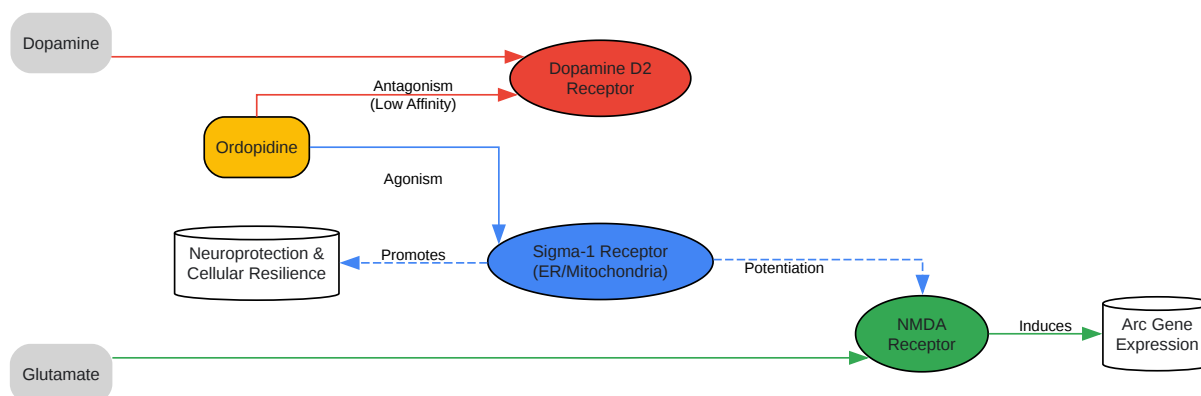 Dopamine
Dopamine D2
Receptor
Antagonism
(Low Affinity)
Ordopidine
Agonism
Neuroprotection &
Cellular Resilience
Promotes
Sigma-1 Receptor
(ER/Mitochondria)
Potentiation
NMDA
Receptor
Induces
Arc Gene
Expression
Glutamate